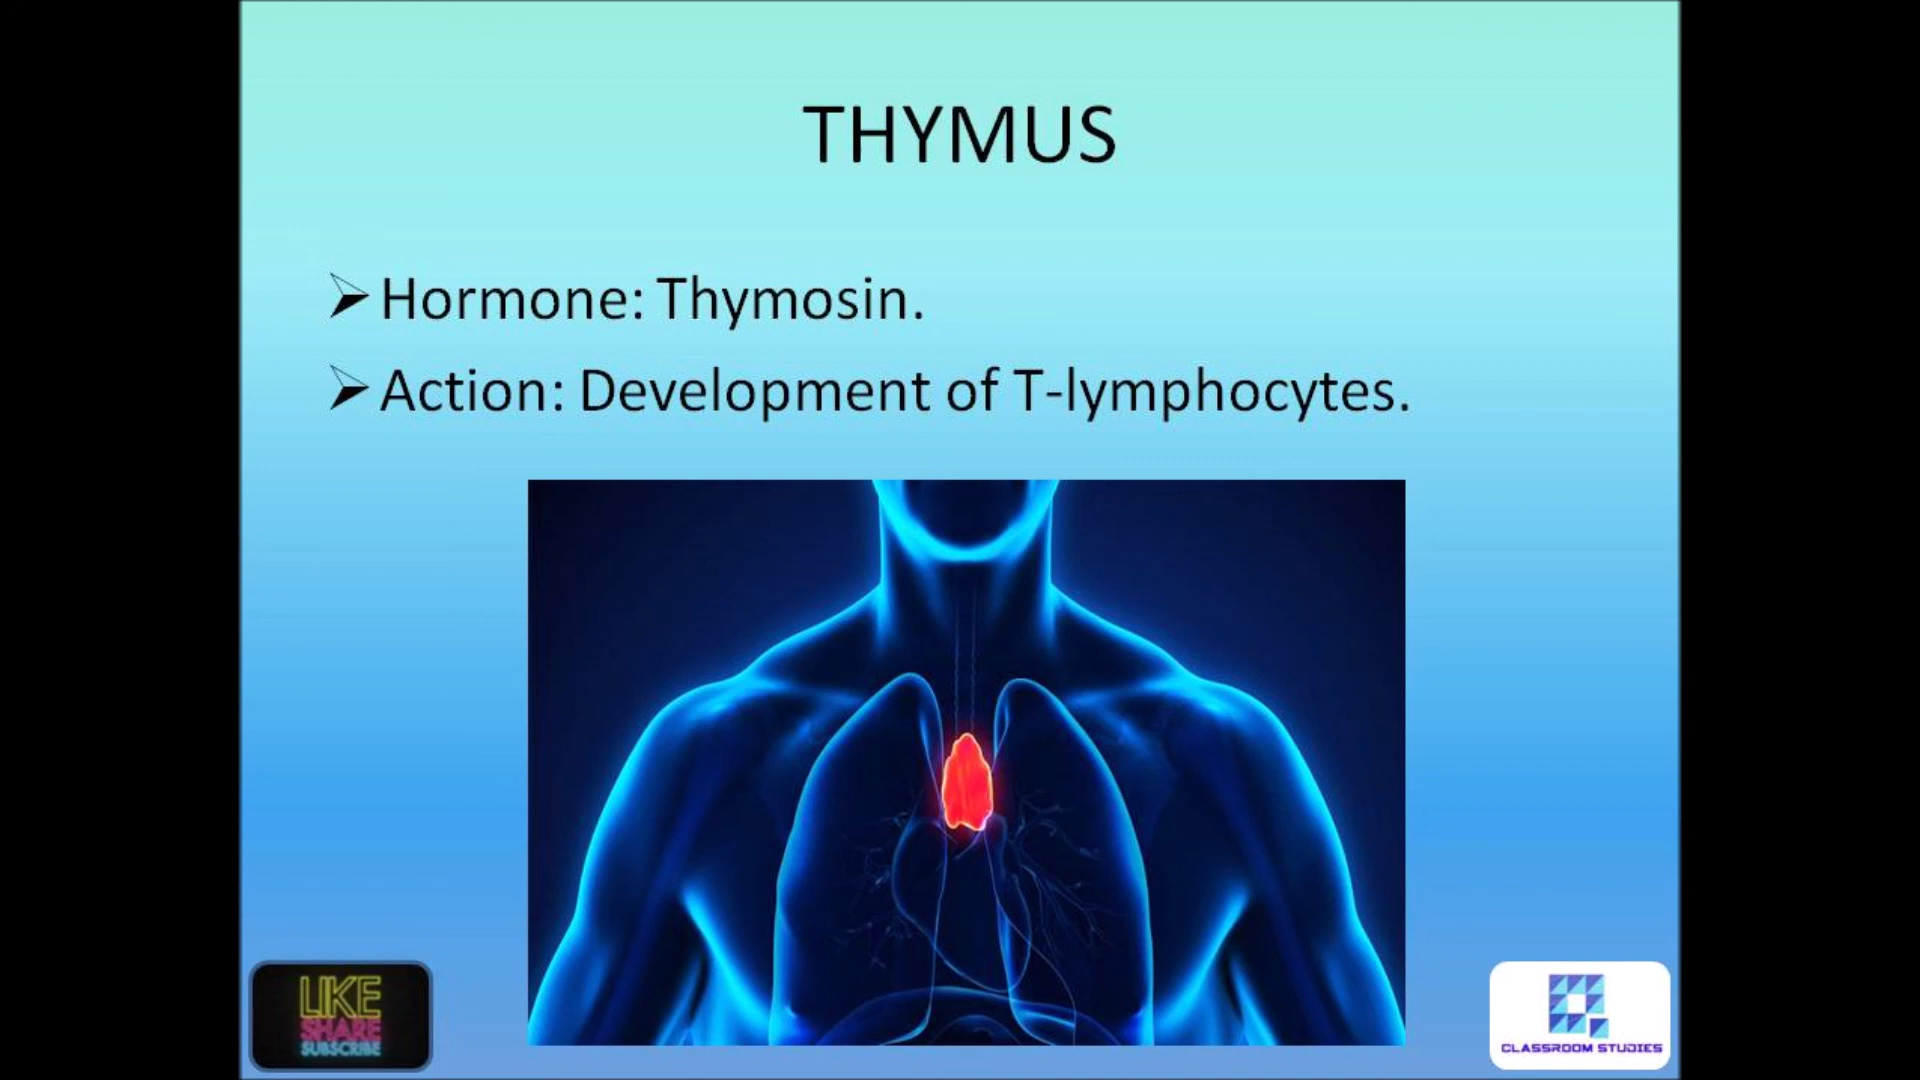 THYMUS
Hormone: Thymosin.
Action: Development of T-lymphocytes.
LIKE
SHARE
SUBSCRIBE
CLASSROOM STUDIES